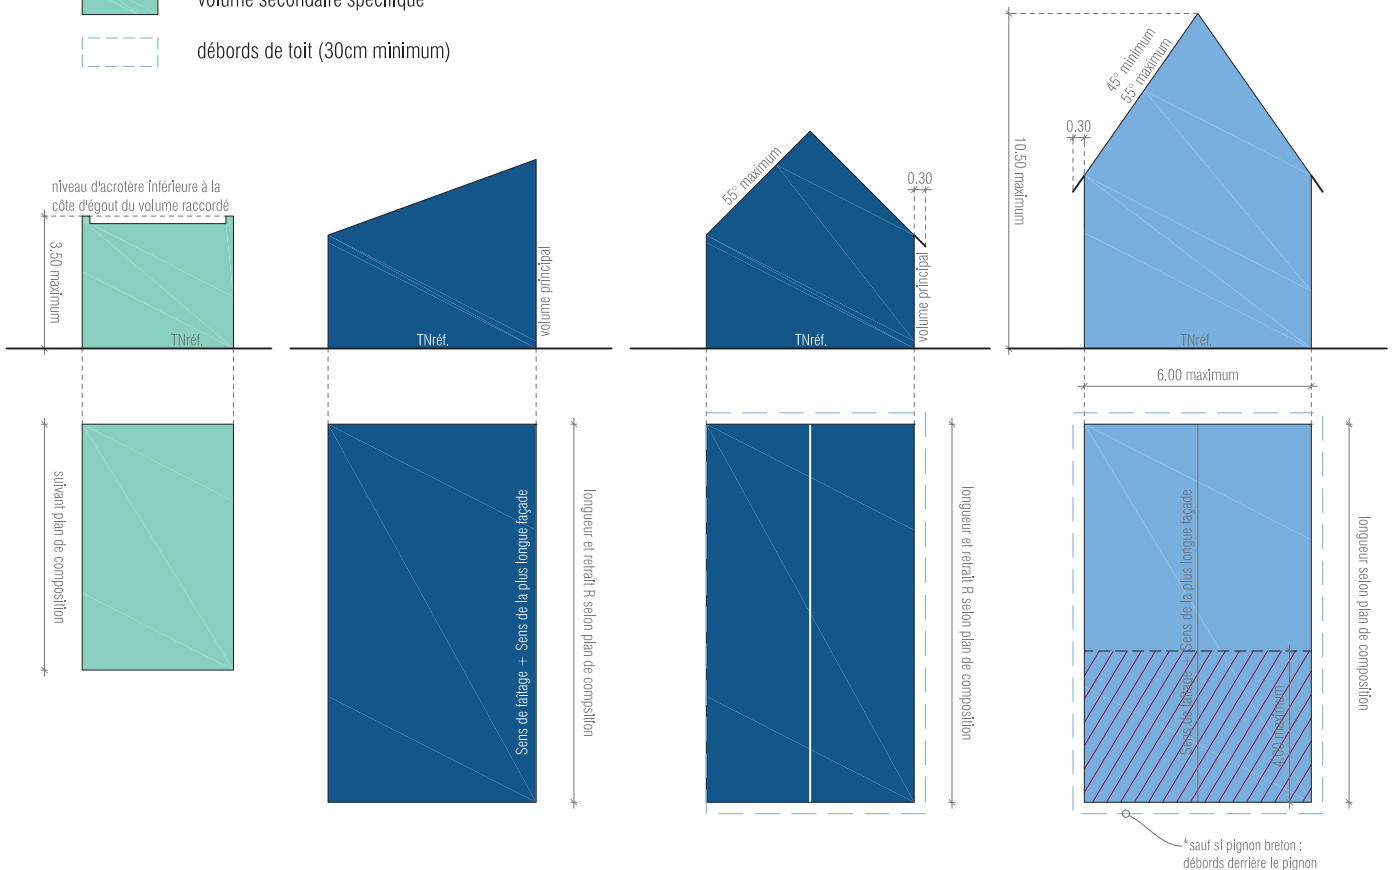 volume secondaire spécifique
débords de toit (30cm minimum)
niveau d'acrotère inférieure à la
côte d'égout du volume raccordé
3,50 maximum
TNréf.
suivant plan de composition
volume principal
TNréf.
Sens de faîtage + Sens de la plus longue façade
longueur et retrait R selon plan de compsition
55° maximum
0.30
volume principal
TNréf.
longueur et retrait R selon plan de composition
45° minimum
55° maximum
0.30
10.50 maximum
TNréf.
6,00 maximum
Sens de faîtage + Sens de la plus longue façade
4,00 maximum
longueur selon plan de composition
*sauf si pignon breton :
débords derrière le pignon